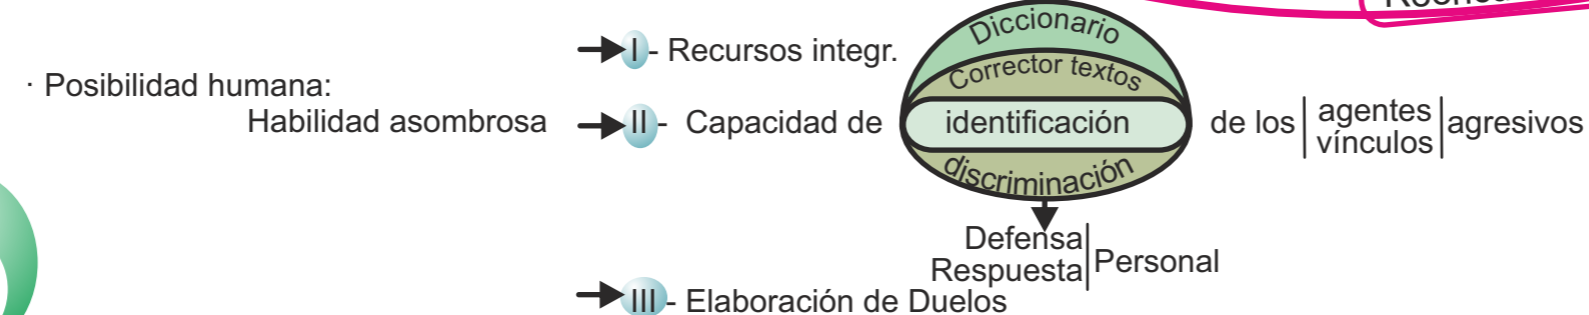 Diccionario
I - Recursos integr.
Corrector textos
· Posibilidad humana:
Habilidad asombrosa
II - Capacidad de identificación de los agentes vínculos agresivos
discriminación
Defensa
Respuesta Personal
III - Elaboración de Duelos